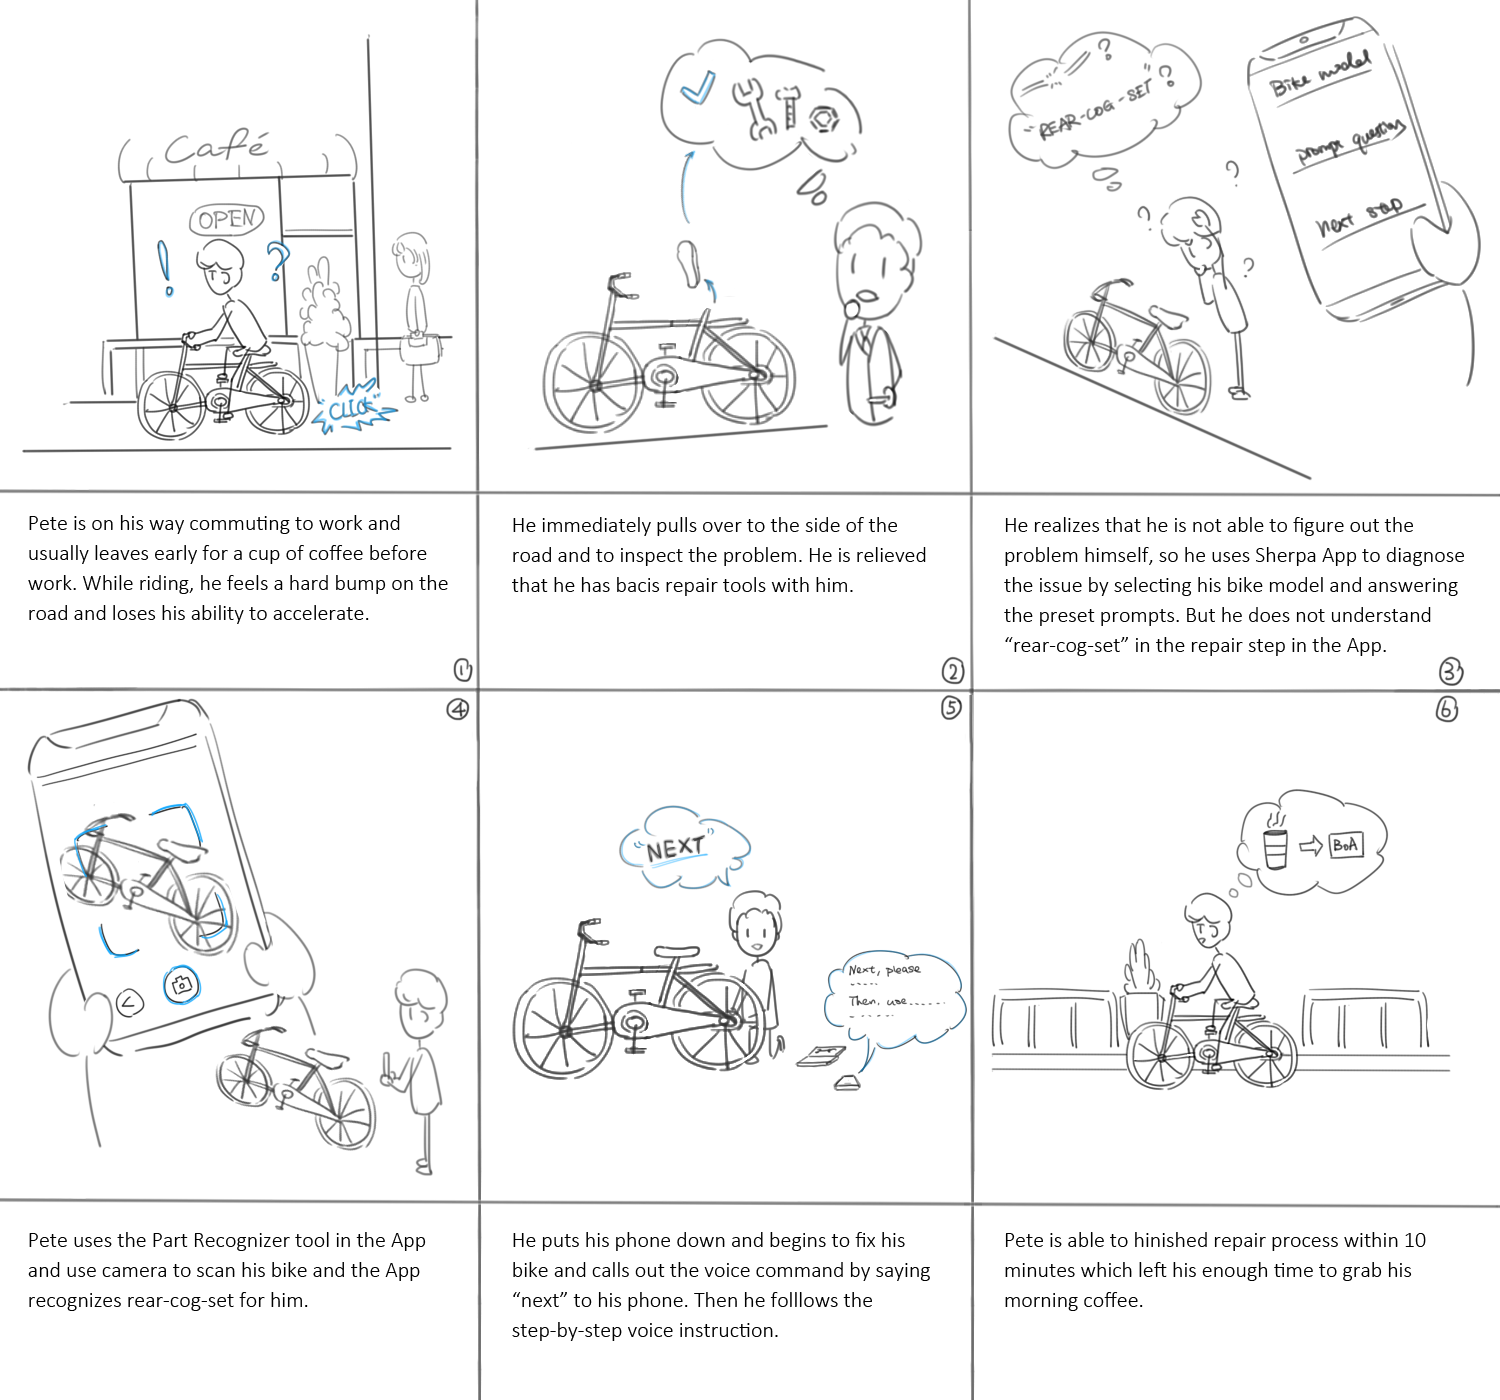 Café
OPEN
! ?
"CLICK"
? ?
"REAR-COG-SET"
? ? ?
Bike model
prompt question
next step
Pete is on his way commuting to work and
usually leaves early for a cup of coffee before
work. While riding, he feels a hard bump on the
road and loses his ability to accelerate.
①
He immediately pulls over to the side of the
road and to inspect the problem. He is relieved
that he has bacis repair tools with him.
②
He realizes that he is not able to figure out the
problem himself, so he uses Sherpa App to diagnose
the issue by selecting his bike model and answering
the preset prompts. But he does not understand
“rear-cog-set” in the repair step in the App.
③
④
⑤
"NEXT"
Next, please
-----
Then, use......
- - - - -
⑥
BoA
Pete uses the Part Recognizer tool in the App
and use camera to scan his bike and the App
recognizes rear-cog-set for him.
He puts his phone down and begins to fix his
bike and calls out the voice command by saying
“next” to his phone. Then he folllows the
step-by-step voice instruction.
Pete is able to hinished repair process within 10
minutes which left his enough time to grab his
morning coffee.